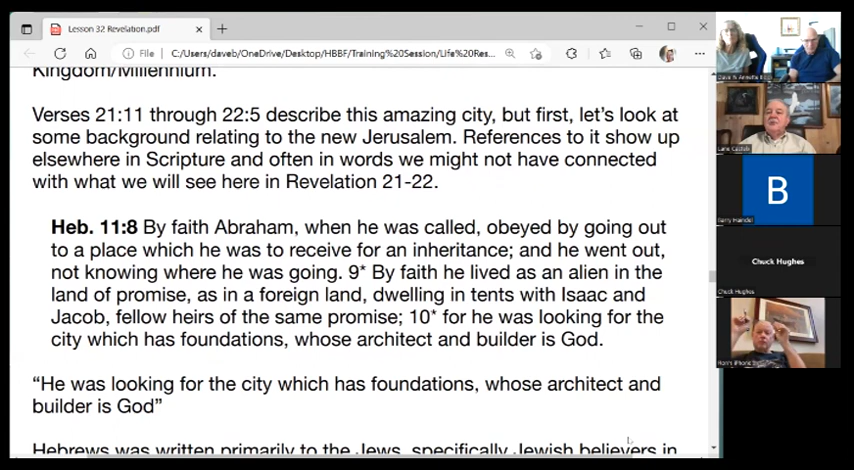 Lesson 32 Revelation.pdf
File
C:/Users/daveb/OneDrive/Desktop/HBBF/Training%20Session/Life%20Res...
Kingdom/Millennium.
Verses 21:11 through 22:5 describe this amazing city, but first, let's look at
some background relating to the new Jerusalem. References to it show up
elsewhere in Scripture and often in words we might not have connected
with what we will see here in Revelation 21-22.
Heb. 11:8 By faith Abraham, when he was called, obeyed by going out
to a place which he was to receive for an inheritance; and he went out,
not knowing where he was going. 9* By faith he lived as an alien in the
land of promise, as in a foreign land, dwelling in tents with Isaac and
Jacob, fellow heirs of the same promise; 10* for he was looking for the
city which has foundations, whose architect and builder is God.
“He was looking for the city which has foundations, whose architect and
builder is God”
Hebrews was written primarily to the Jews, specifically Jewish believers in
Dave N Annette
B
Chuck Hughes
Chuck Hughes
Ron's iPhone